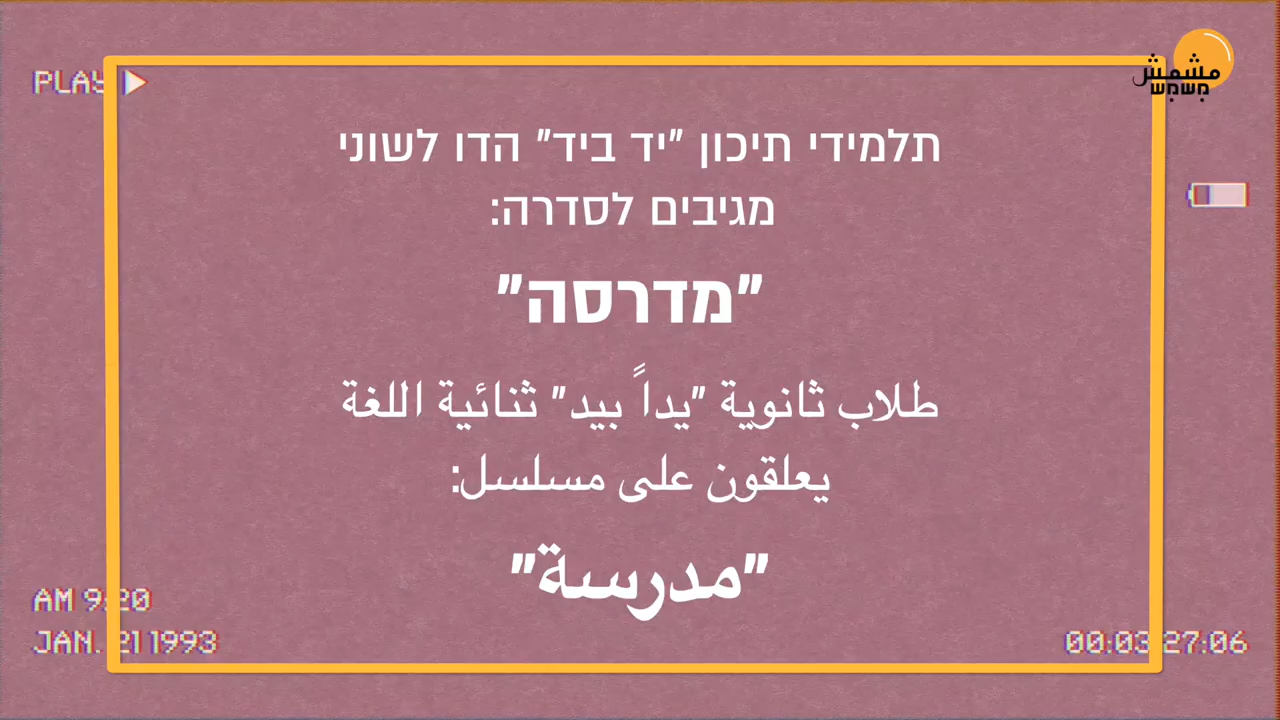 PLAY
مشمش
משמש
תלמידי תיכון "יד ביד" הדו לשוני
מגיבים לסדרה:
"מדרסה"
طلاب ثانوية "يداً بيد" ثنائية اللغة
يعلقون على مسلسل:
"مدرسة"
AM 9:20
JAN. 21 1993
00:03:27:06